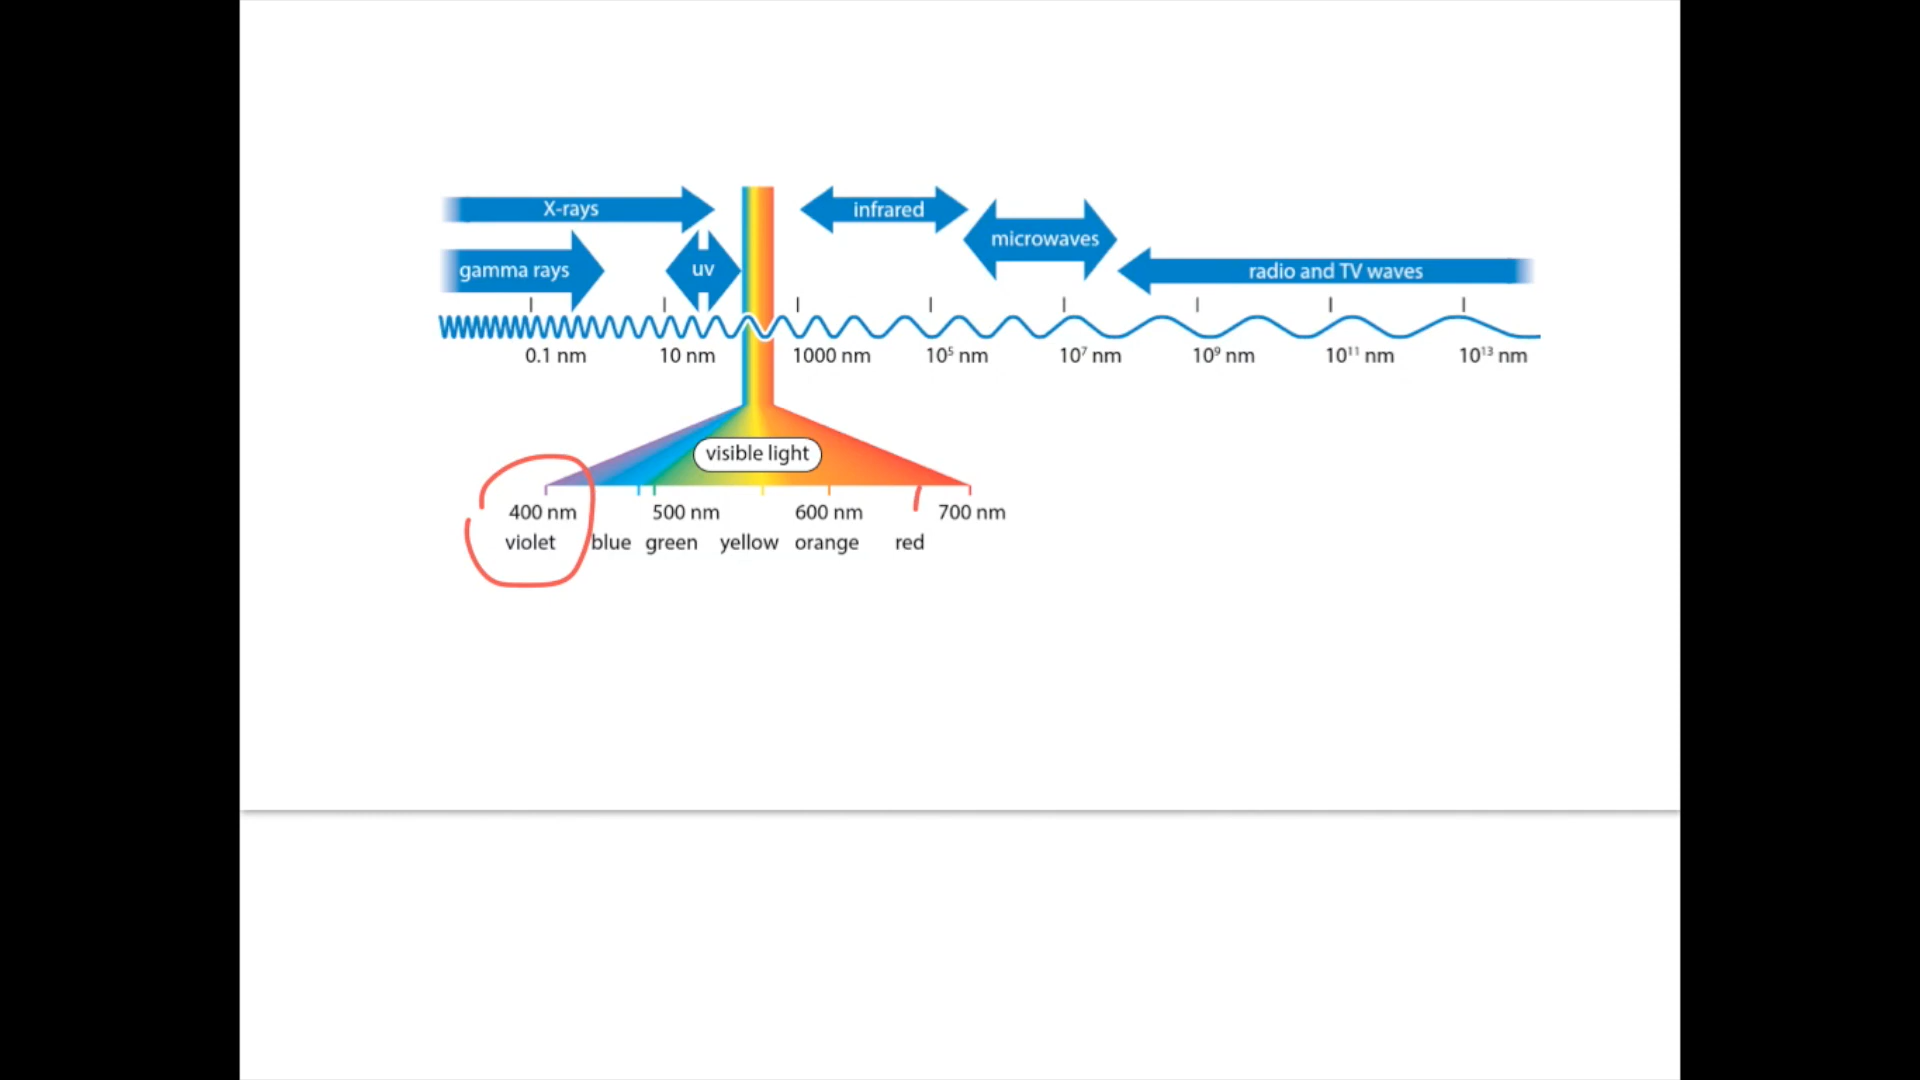 X-rays
infrared
microwaves
gamma rays
uv
radio and TV waves
0.1 nm 10 nm 1000 nm 10⁵ nm 10⁷ nm 10⁹ nm 10¹¹ nm 10¹³ nm
visible light
400 nm 500 nm 600 nm 700 nm
violet blue green yellow orange red